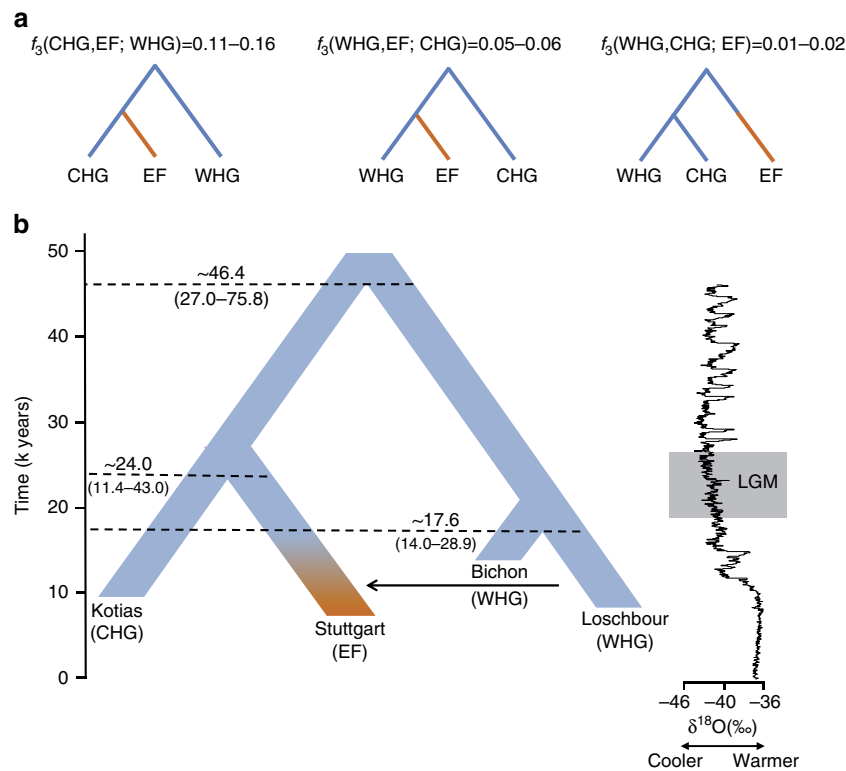 a
f3(CHG,EF; WHG)=0.11–0.16
f3(WHG,EF; CHG)=0.05–0.06
f3(WHG,CHG; EF)=0.01–0.02
CHG EF WHG
WHG EF CHG
WHG CHG EF
b
Time (k years)
50
40
30
20
10
0
~46.4
(27.0–75.8)
~24.0
(11.4–43.0)
~17.6
(14.0–28.9)
Kotias
(CHG)
Stuttgart
(EF)
Bichon
(WHG)
Loschbour
(WHG)
LGM
–46 –40 –36
δ18O(‰)
Cooler Warmer